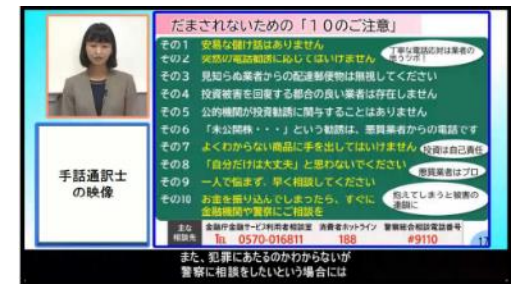 だまされないための「１０のご注意」
その1 安易な儲け話はありません
その2 突然の電話勧誘に応じてはいけません
丁寧な電話応対は業者の
思うツボ！
その3 見知らぬ業者からの配達郵便物は無視してください
その4 投資被害を回復する都合の良い業者は存在しません
その5 公的機関が投資勧誘に関与することはありません
その6 「未公開株・・・」という勧誘は、悪質業者からの電話です
その7 よくわからない商品に手を出してはいけません
投資は自己責任
その8 「自分だけは大丈夫」と思わないでください
悪質業者はプロ
その9 一人で悩まず、早く相談してください
その10 お金を振り込んでしまったら、すぐに
金融機関や警察にご相談を
抱えてしまうと被害の
連鎖に
手話通訳士
の映像
主な
相談先
金融庁金融サービス利用者相談室 消費者ホットライン 警察総合相談電話番号
TEL 0570-016811 188 #9110
17
また、犯罪にあたるのかわからないが
警察に相談をしたいという場合には